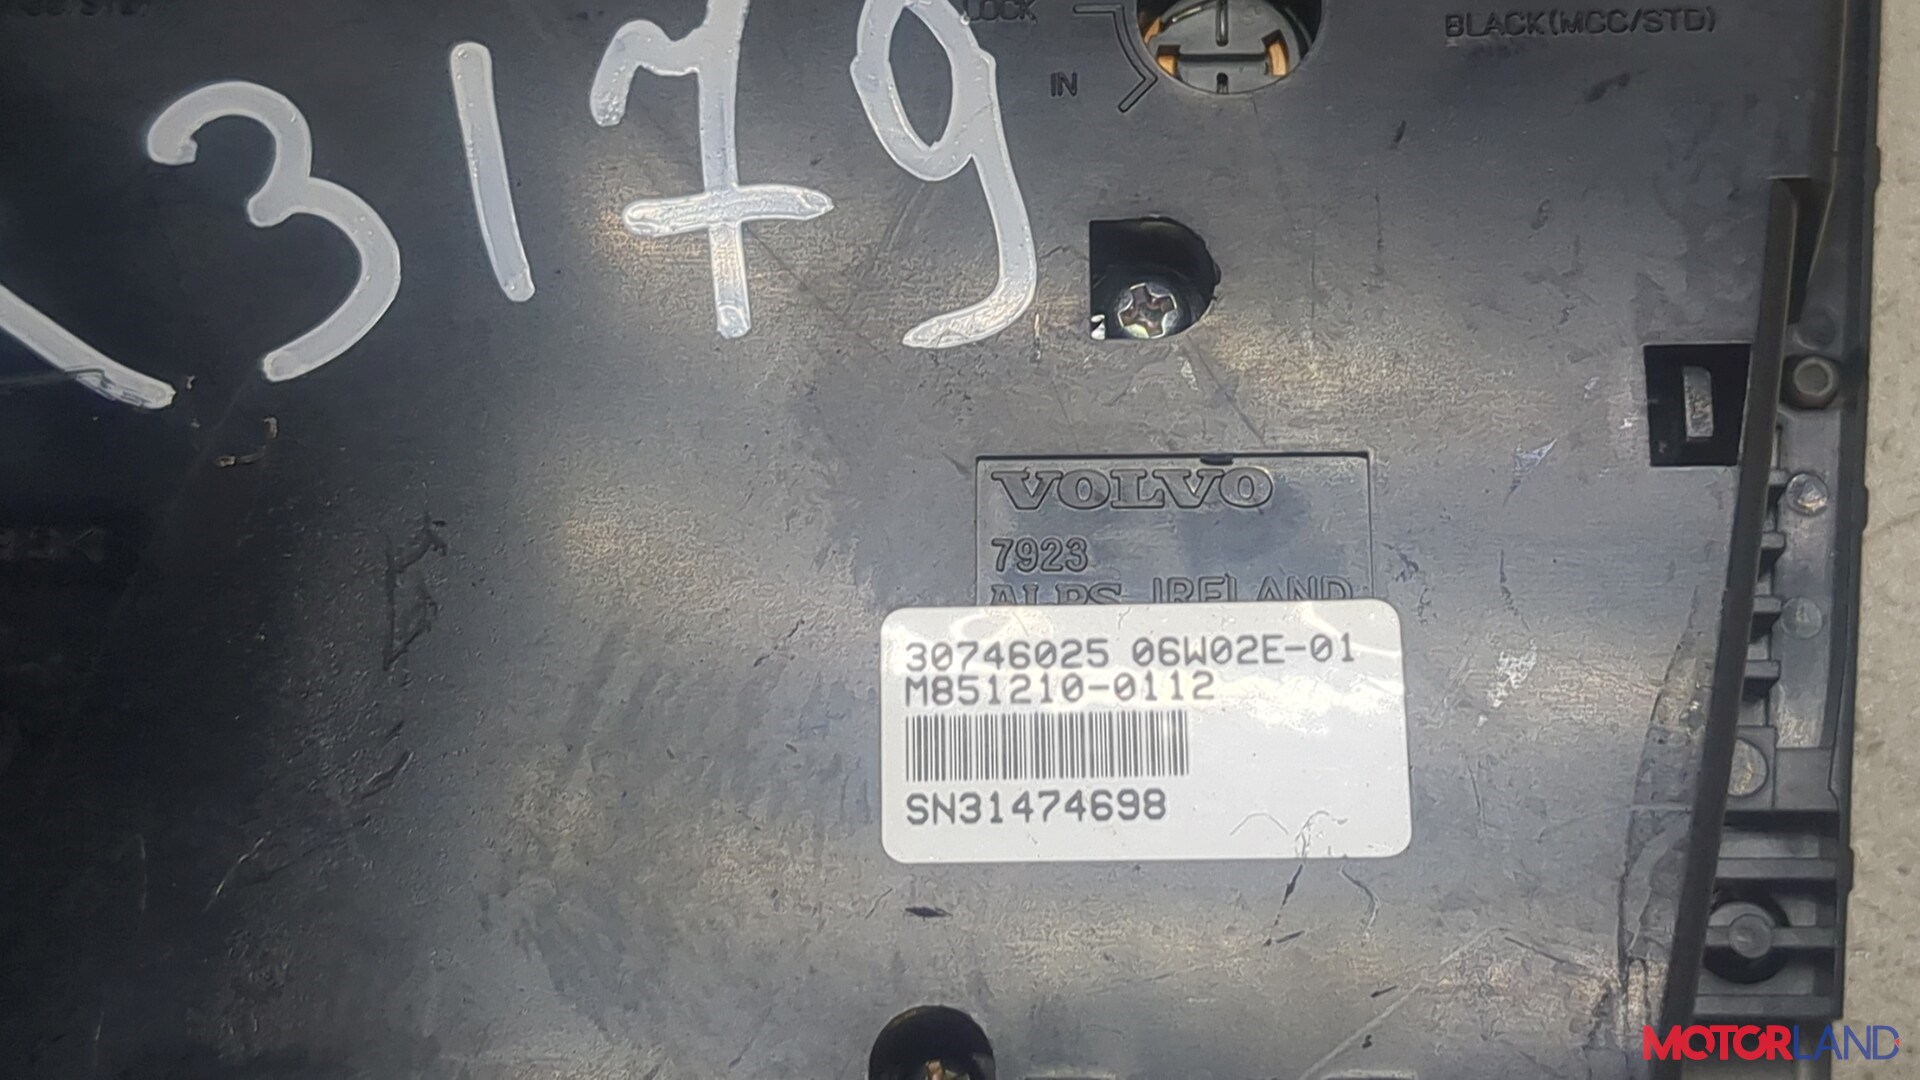 LOCK
BLACK(MCC/STD)
IN
3179
VOLVO
7923
ALPS IRELAND
30746025 06W02E-01
M851210-0112
SN31474698
MOTORLAND